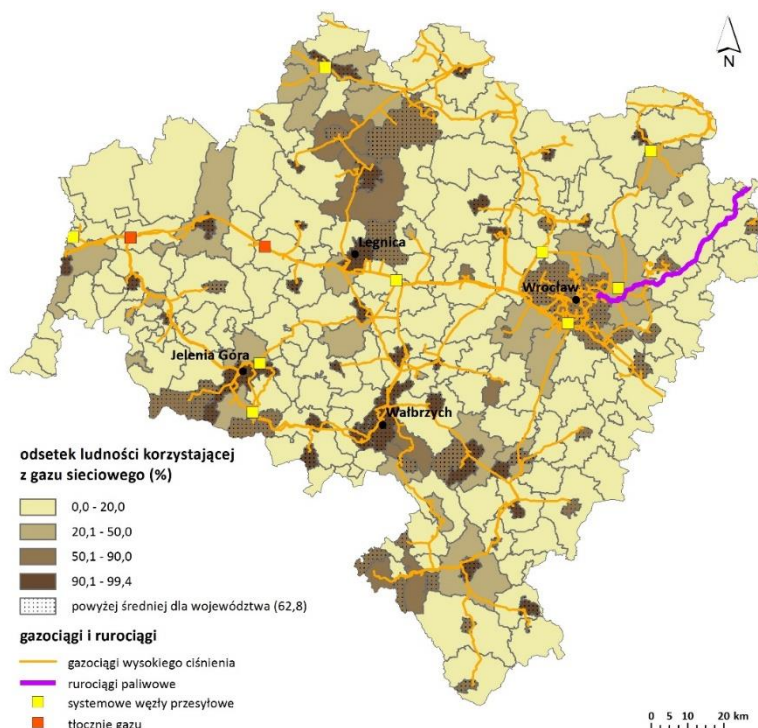 N
Legnica
Wrocław
Jelenia Góra
Wałbrzych
odsetek ludności korzystającej
z gazu sieciowego (%)
0,0 - 20,0
20,1 - 50,0
50,1 - 90,0
90,1 - 99,4
powyżej średniej dla województwa (62,8)
gazociągi i rurociągi
gazociągi wysokiego ciśnienia
rurociągi paliwowe
systemowe węzły przesyłowe
tłocznie gazu
0 5 10 20 km